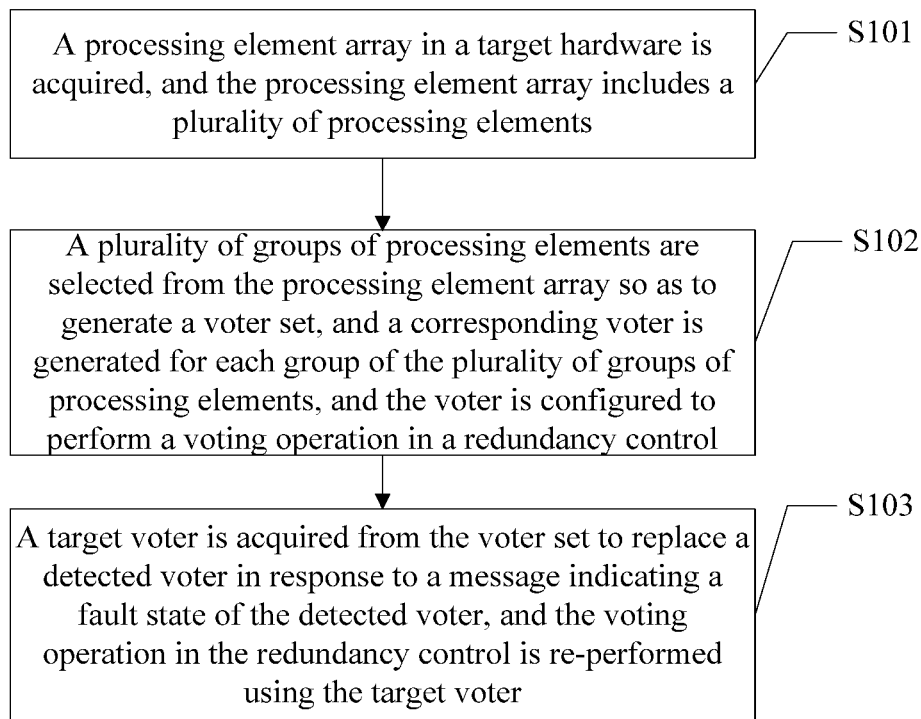 A processing element array in a target hardware is
acquired, and the processing element array includes a
plurality of processing elements
S101
A plurality of groups of processing elements are
selected from the processing element array so as to
generate a voter set, and a corresponding voter is
generated for each group of the plurality of groups of
processing elements, and the voter is configured to
perform a voting operation in a redundancy control
S102
A target voter is acquired from the voter set to replace a
detected voter in response to a message indicating a
fault state of the detected voter, and the voting
operation in the redundancy control is re-performed
using the target voter
S103